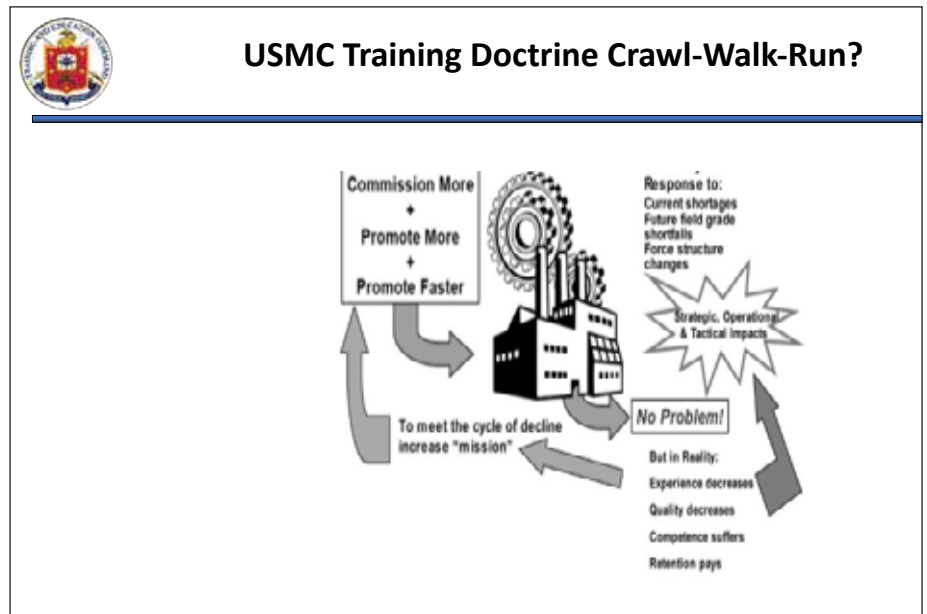 USMC Training Doctrine Crawl-Walk-Run?
Commission More
+
Promote More
+
Promote Faster
Response to:
Current shortages
Future field grade
shortfalls
Force structure
changes
Strategic, Operational
& Tactical Impacts
No Problem!
To meet the cycle of decline
increase "mission"
But in Reality:
Experience decreases
Quality decreases
Competence suffers
Retention pays